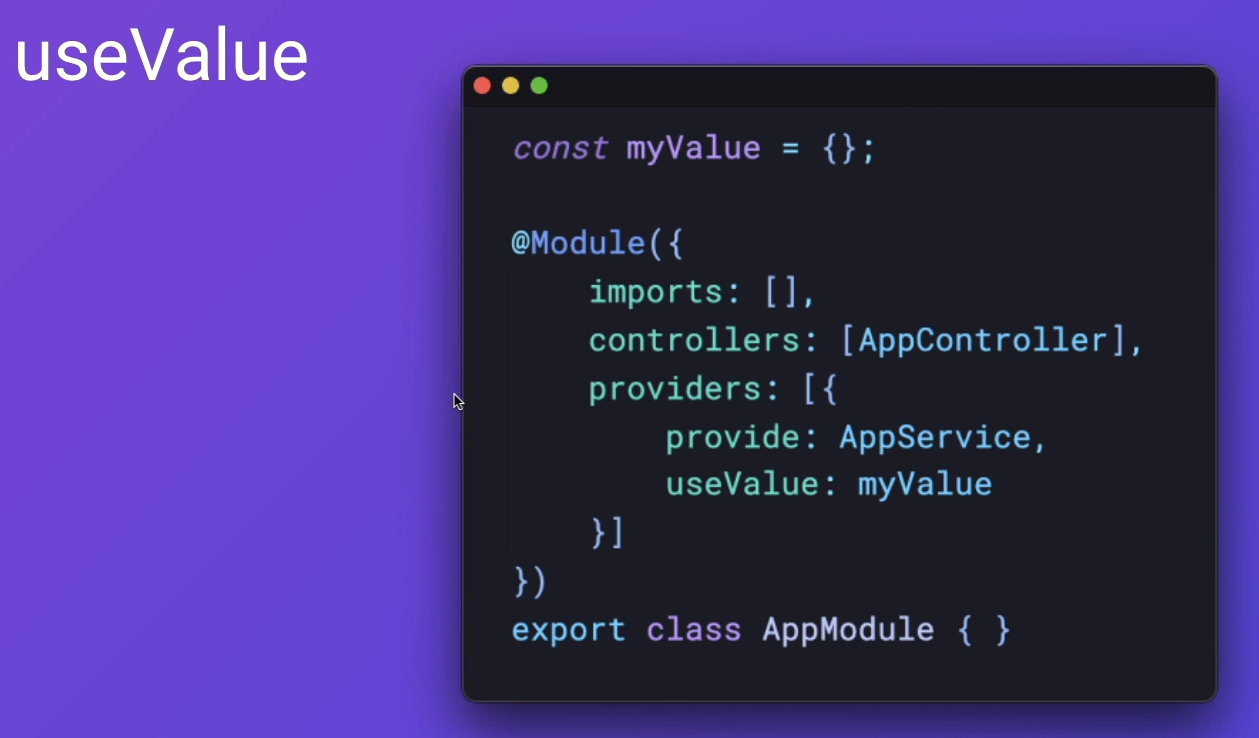 useValue
const myValue = {};
@Module({
    imports: [],
    controllers: [AppController],
    providers: [{
        provide: AppService,
        useValue: myValue
    }]
})
export class AppModule { }